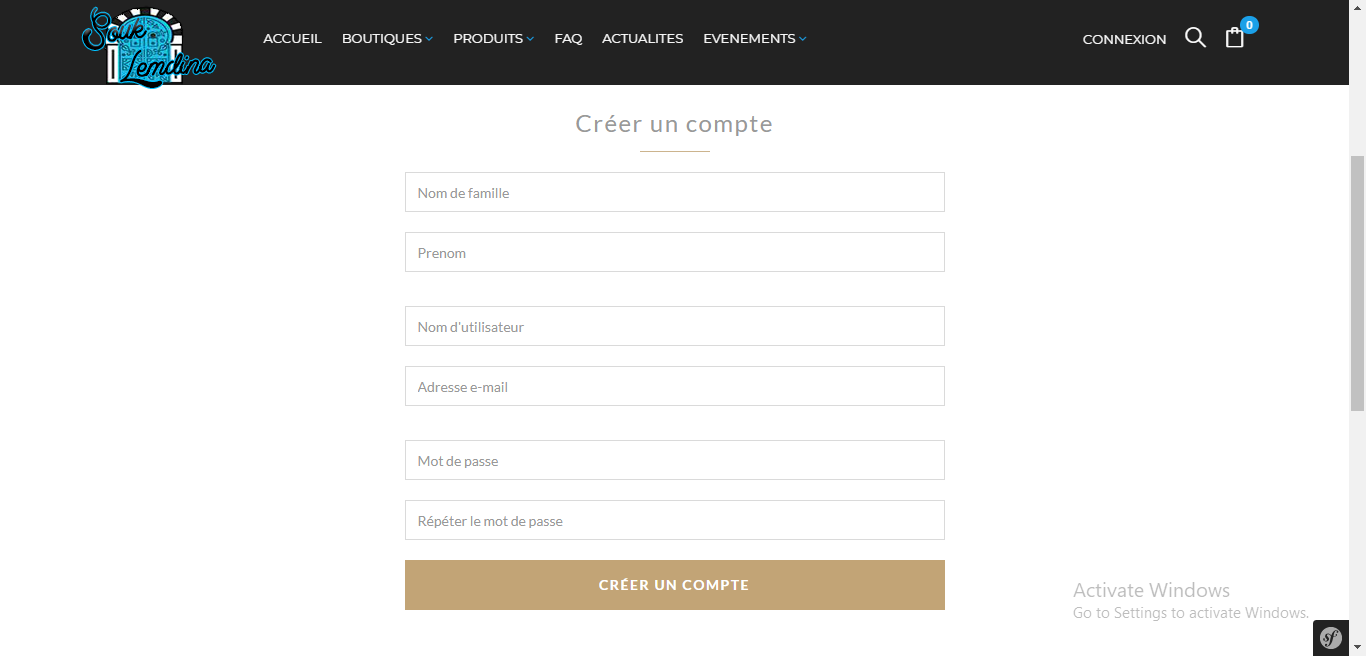 Souk
Lemdina
ACCUEIL BOUTIQUES PRODUITS FAQ ACTUALITES EVENEMENTS CONNEXION 0
Créer un compte
Nom de famille
Prenom
Nom d'utilisateur
Adresse e-mail
Mot de passe
Répéter le mot de passe
CRÉER UN COMPTE
Activate Windows
Go to Settings to activate Windows.
sf